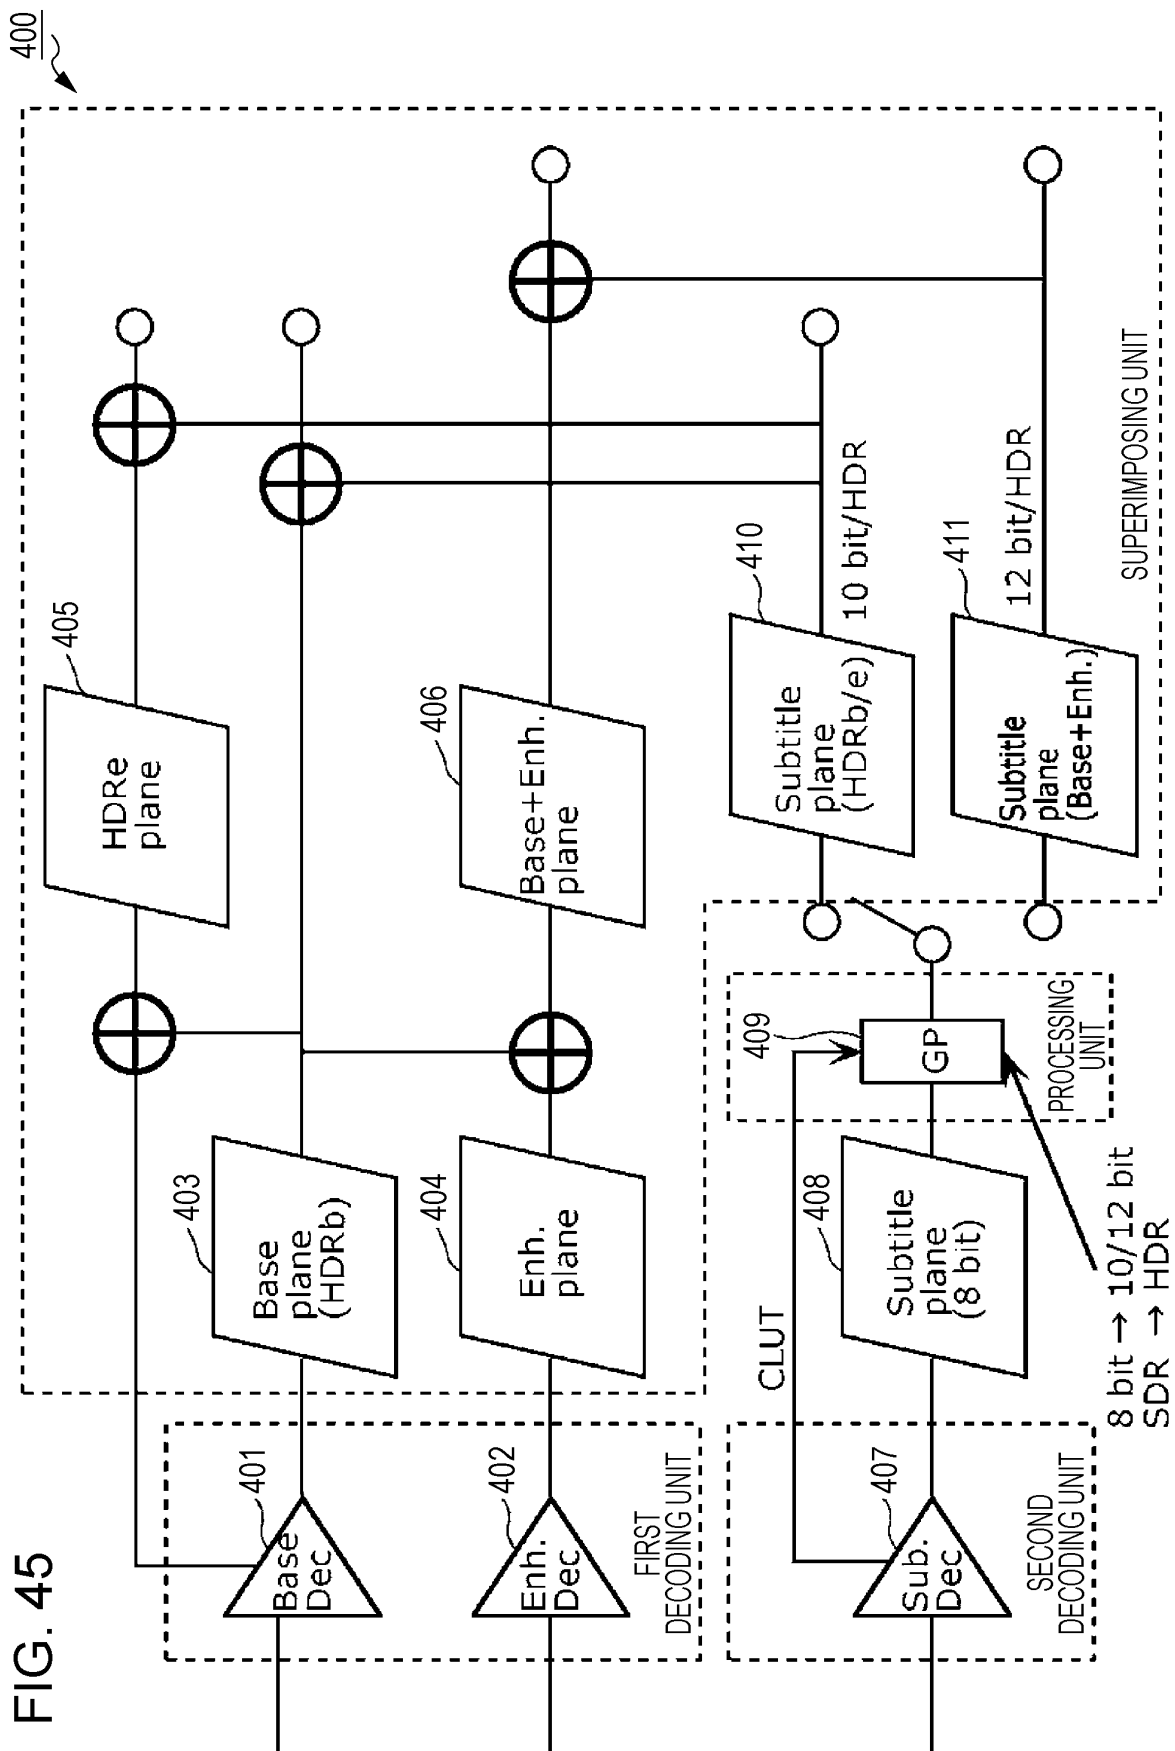 FIG. 45
400
401
Base
Dec
402
Enh.
Dec
FIRST
DECODING UNIT
403
Base
plane
(HDRb)
404
Enh.
plane
405
HDRe
plane
406
Base+Enh.
plane
407
Sub.
Dec
SECOND
DECODING UNIT
CLUT
408
Subtitle
plane
(8 bit)
409
GP
PROCESSING
UNIT
8 bit → 10/12 bit
SDR → HDR
410
Subtitle
plane
(HDRb/e)
10 bit/HDR
411
Subtitle
plane
(Base+Enh.)
12 bit/HDR
SUPERIMPOSING UNIT